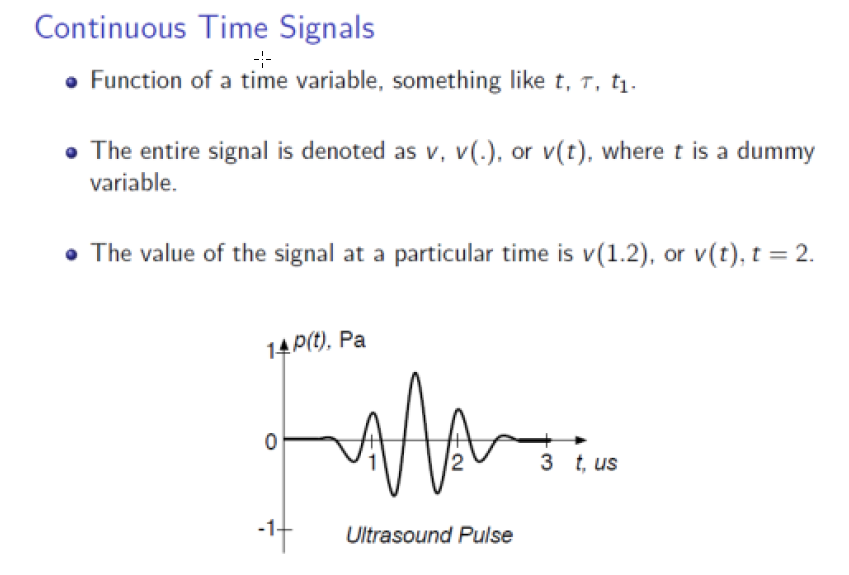 Continuous Time Signals
Function of a time variable, something like t, τ, t₁.
The entire signal is denoted as v, v(.), or v(t), where t is a dummy
variable.
The value of the signal at a particular time is v(1.2), or v(t), t = 2.
1 p(t), Pa
0
1 2 3 t, us
-1
Ultrasound Pulse